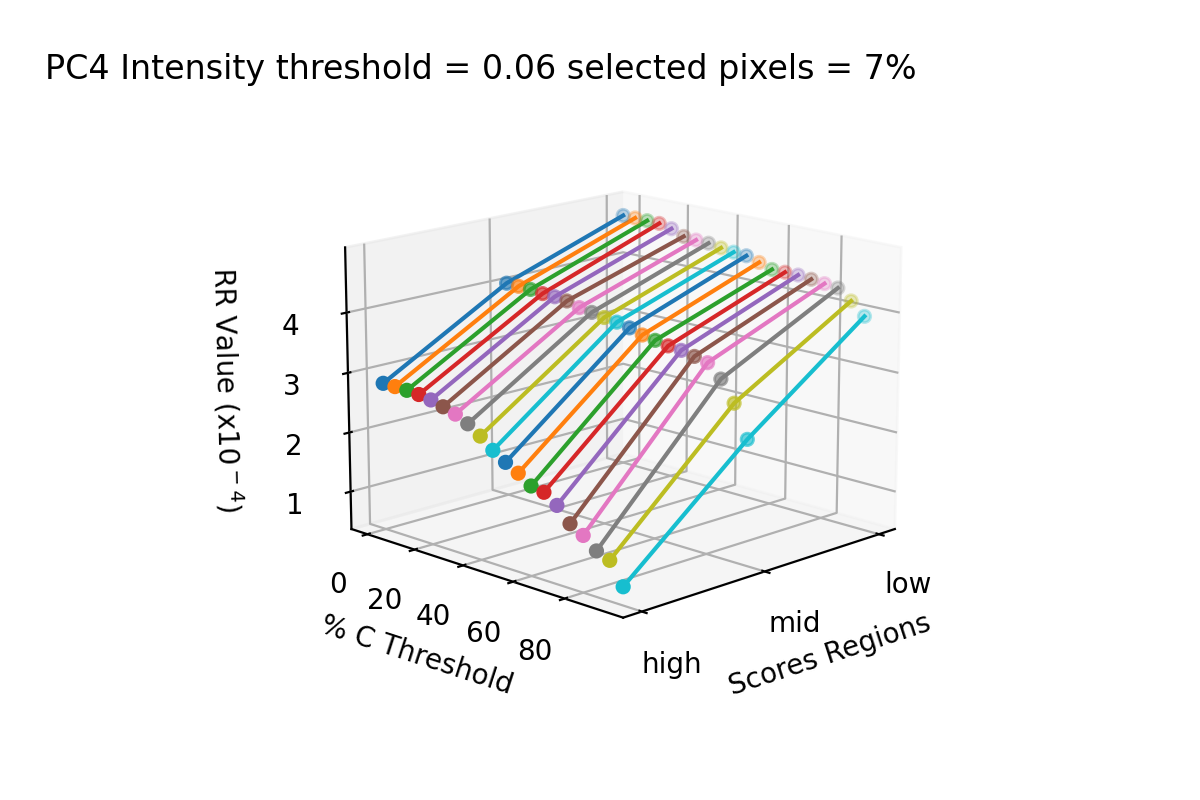 PC4 Intensity threshold = 0.06 selected pixels = 7%
RR Value (x10⁻⁴)
4
3
2
1
0
20
40
60
80
% C Threshold
low
mid
high
Scores Regions